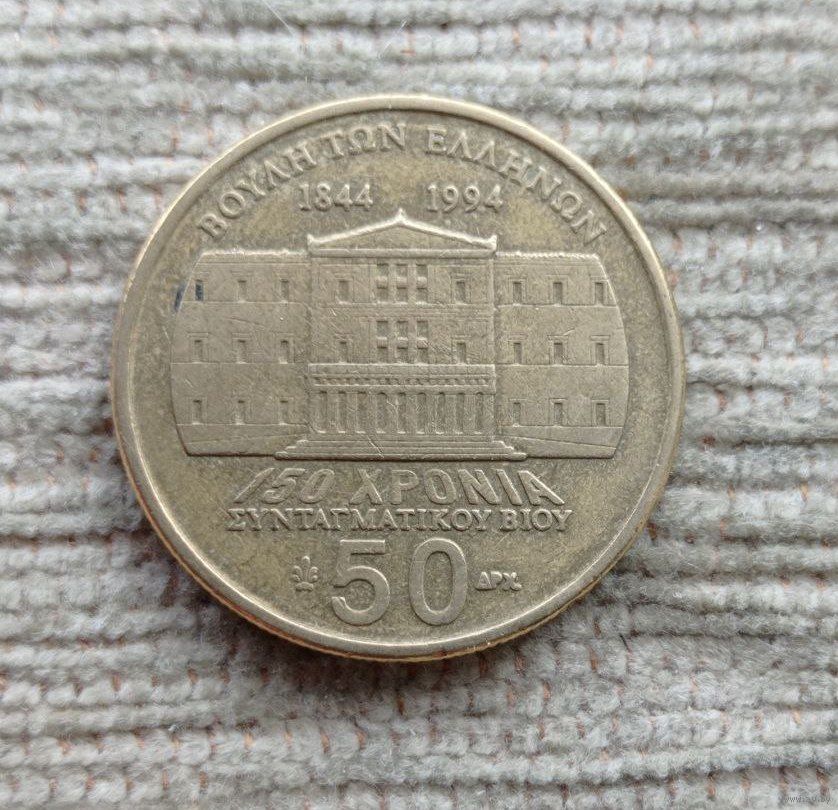 ΒΟΥΛΗ ΤΩΝ ΕΛΛΗΝΩΝ
1844 1994
150 ΧΡΟΝΙΑ
ΣΥΝΤΑΓΜΑΤΙΚΟΥ ΒΙΟΥ
50 ΔΡΧ.